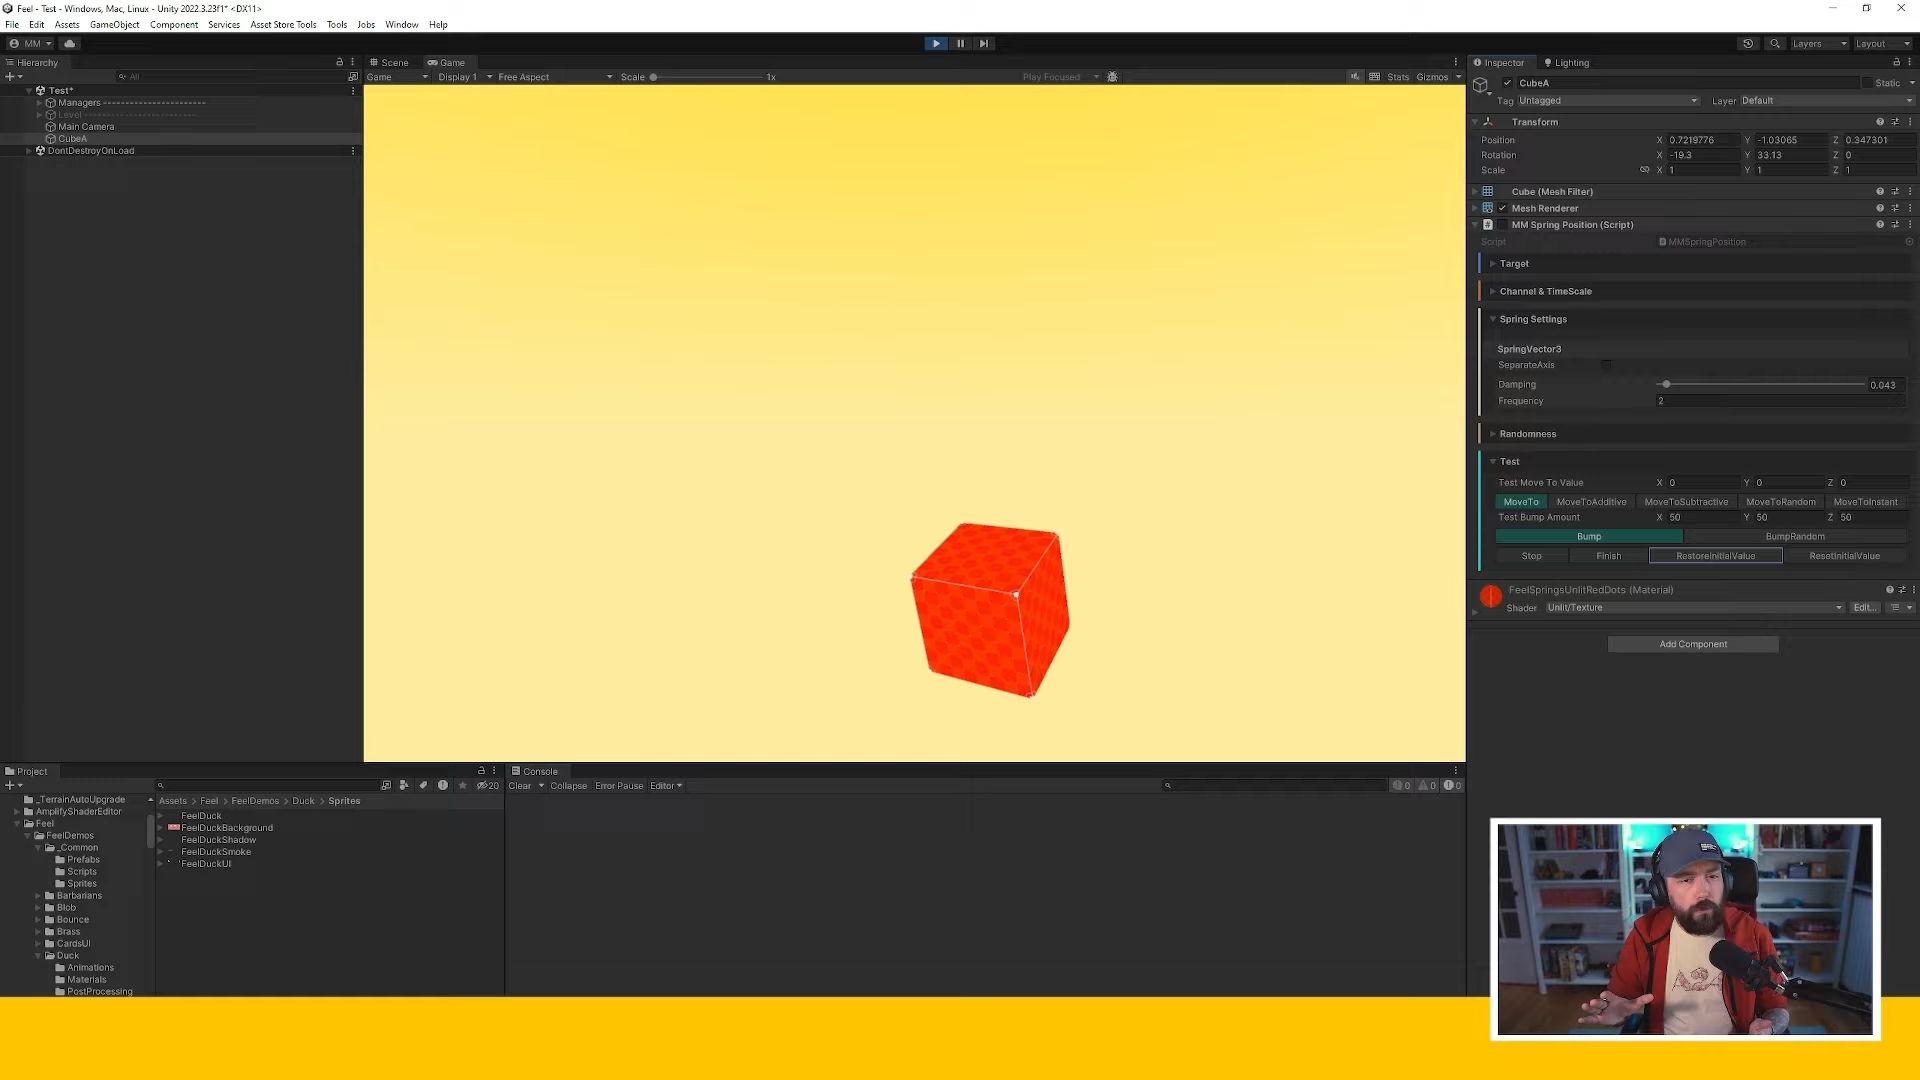 Feel - Test - Windows, Mac, Linux - Unity 2022.3.23f1* <DX11>
File Edit Assets GameObject Component Services Asset Store Tools Tools Jobs Window Help
MM Layers Layout
Hierarchy
All
Test*
Managers -------------------------
Level ---------------------------
Main Camera
CubeA
DontDestroyOnLoad
Scene Game
Game Display 1 Free Aspect Scale 1x Play Focused Stats Gizmos
Inspector Lighting
CubeA Static
Tag Untagged Layer Default
Transform
Position X 0.7219776 Y -1.03065 Z 0.347301
Rotation X -19.3 Y 33.13 Z 0
Scale X 1 Y 1 Z 1
Cube (Mesh Filter)
Mesh Renderer
MM Spring Position (Script)
Script MMSpringPosition
Target
Channel & TimeScale
Spring Settings
SpringVector3
SeparateAxis
Damping 0.043
Frequency 2
Randomness
Test
Test Move To Value X 0 Y 0 Z 0
MoveTo MoveToAdditive MoveToSubtractive MoveToRandom MoveToInstant
Test Bump Amount X 50 Y 50 Z 50
Bump BumpRandom
Stop Finish RestoreInitialValue ResetInitialValue
FeelSpringsUnlitRedDots (Material)
Shader Unlit/Texture Edit...
Add Component
Project
20
_TerrainAutoUpgrade
AmplifyShaderEditor
Feel
FeelDemos
_Common
Prefabs
Scripts
Sprites
Barbarians
Blob
Bounce
Brass
CardsUI
Duck
Animations
Materials
PostProcessing
Assets > Feel > FeelDemos > Duck > Sprites
FeelDuck
FeelDuckBackground
FeelDuckShadow
FeelDuckSmoke
FeelDuckUI
Console
Clear Collapse Error Pause Editor 0 0 0